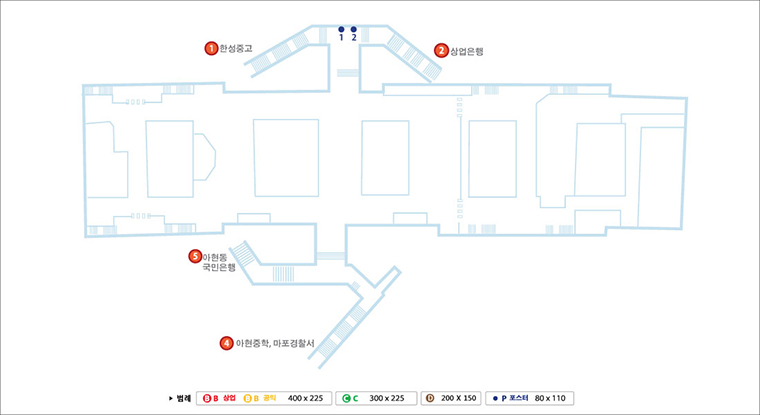 1 한성중고
1 2
2 상업은행
5 아현동
국민은행
4 아현중학, 마포경찰서
▸ 범례 B B 상업 B B 공익 400 x 225 C C 300 x 225 D 200 X 150 P 포스터 80 x 110